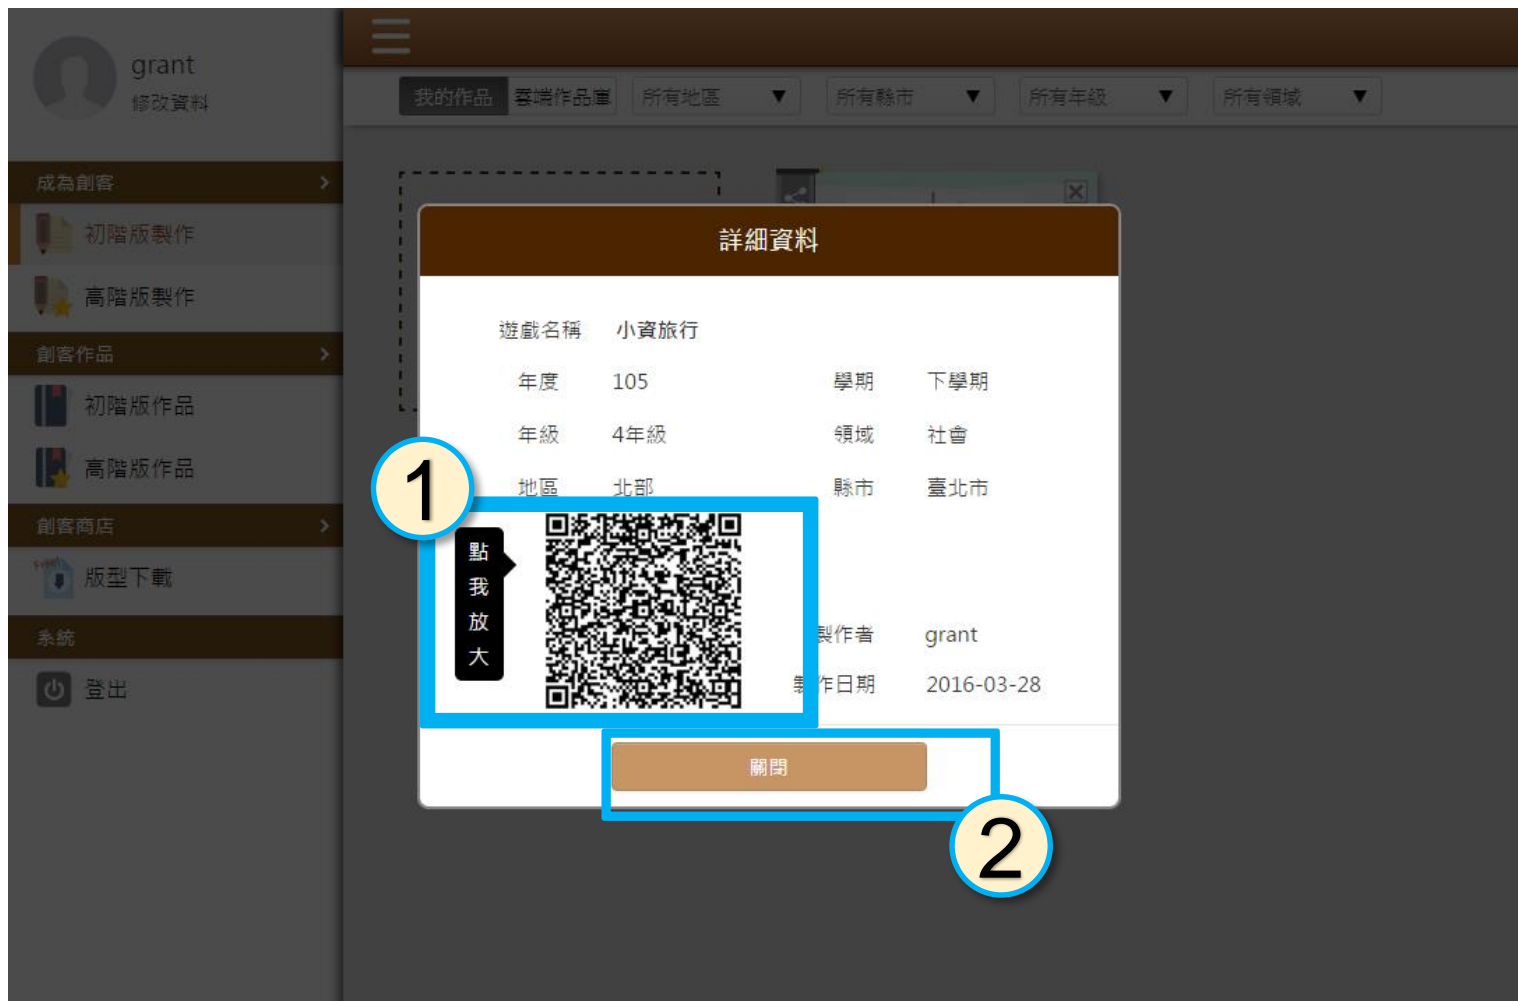 grant
修改資料
成為創客
初階版製作
高階版製作
創客作品
初階版作品
高階版作品
創客商店
Free!
版型下載
系統
登出
我的作品 雲端作品庫 所有地區 ▼ 所有縣市 ▼ 所有年級 ▼ 所有領域 ▼
詳細資料
遊戲名稱 小資旅行
年度 105 學期 下學期
年級 4年級 領域 社會
地區 北部 縣市 臺北市
1
點我放大
製作者 grant
製作日期 2016-03-28
關閉
2